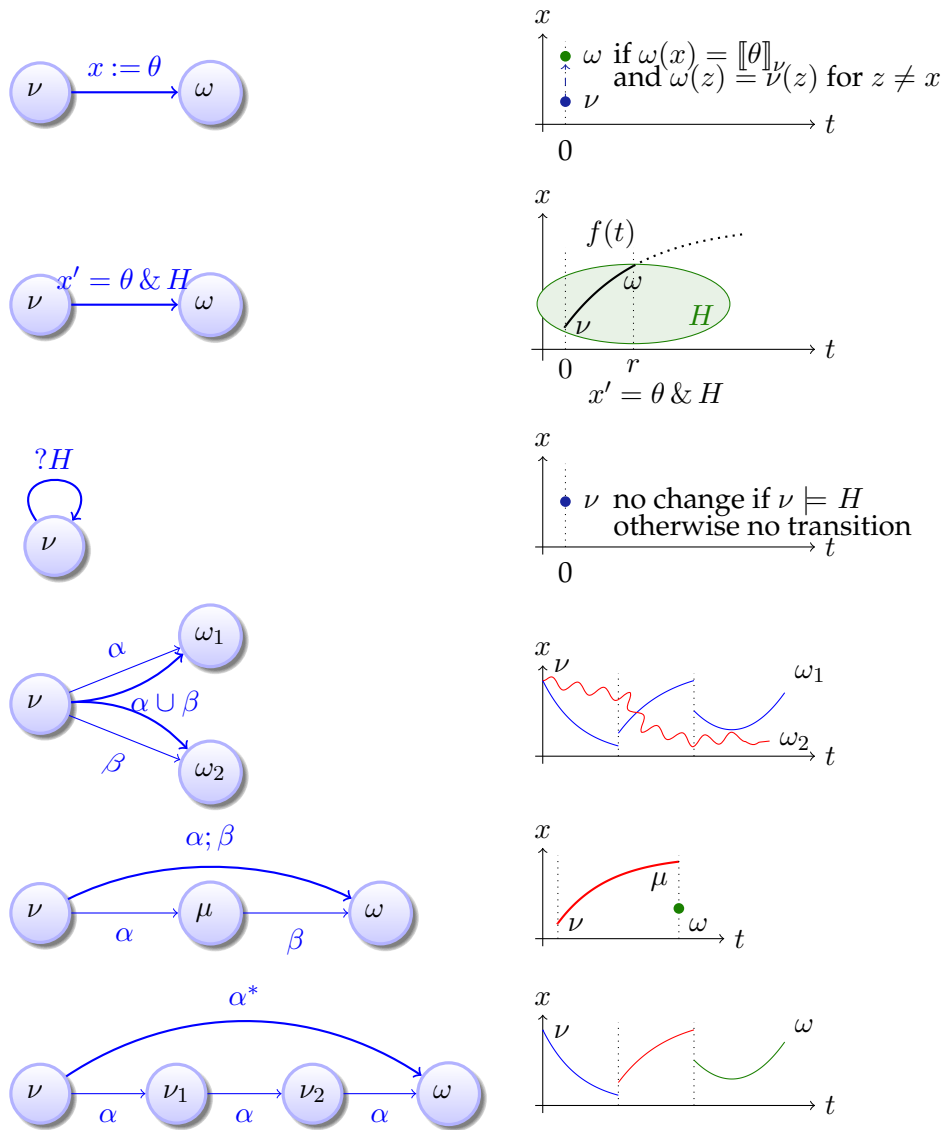 x
ν x := θ ω
ω if ω(x) = ⟦θ⟧ν
and ω(z) = ν(z) for z ≠ x
ν
t
0
x
f(t)
ν x′ = θ & H ω
ω
ν
H
t
0 r
x′ = θ & H
x
?H
ν
ν no change if ν ⊨ H
otherwise no transition
t
0
ω₁
α
ν
α ∪ β
β
ω₂
x
ν
ω₁
ω₂
t
α; β
ν μ ω
α β
x
μ
ν
ω
t
α*
ν ν₁ ν₂ ω
α α α
x
ν
ω
t